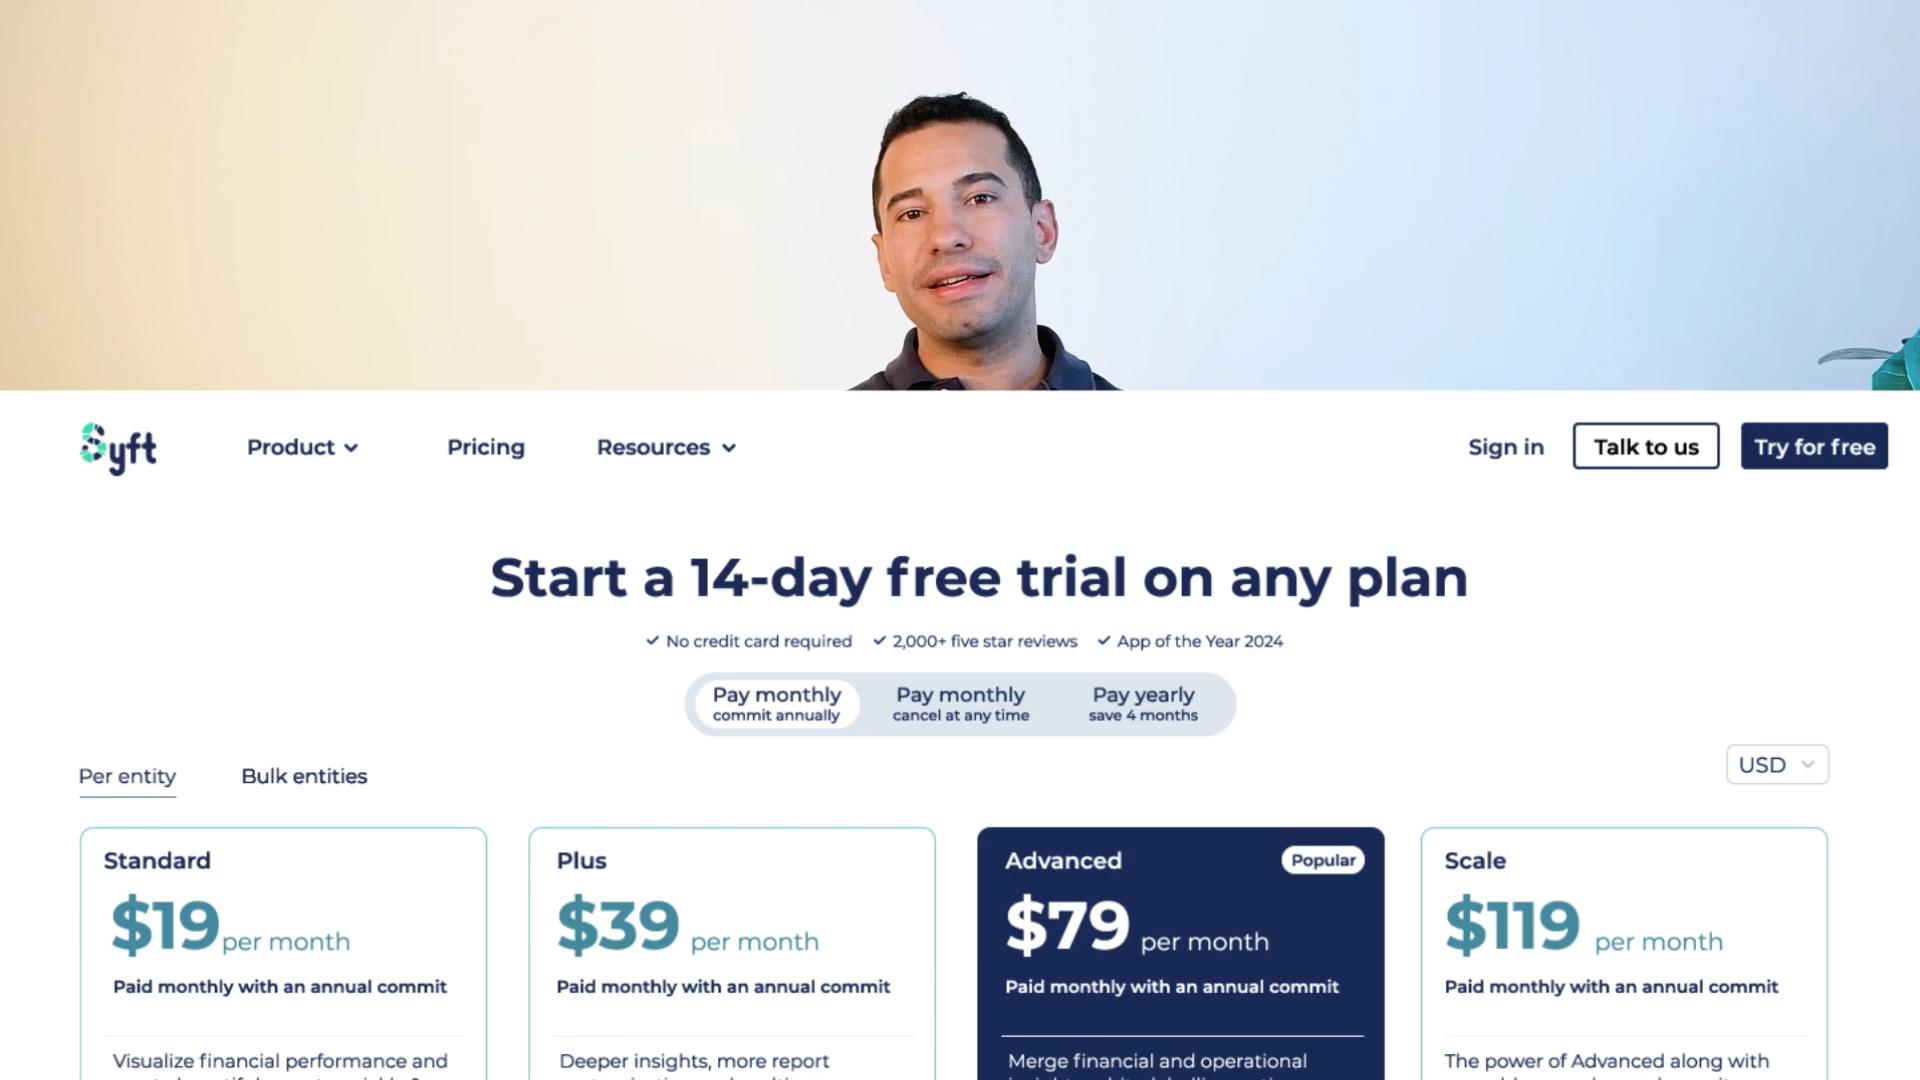 Syft
Product
Pricing
Resources
Sign in
Talk to us
Try for free
Start a 14-day free trial on any plan
No credit card required
2,000+ five star reviews
App of the Year 2024
Pay monthly
commit annually
Pay monthly
cancel at any time
Pay yearly
save 4 months
Per entity
Bulk entities
USD
Standard
$19 per month
Paid monthly with an annual commit
Visualize financial performance and
Plus
$39 per month
Paid monthly with an annual commit
Deeper insights, more report
Advanced
Popular
$79 per month
Paid monthly with an annual commit
Merge financial and operational
Scale
$119 per month
Paid monthly with an annual commit
The power of Advanced along with